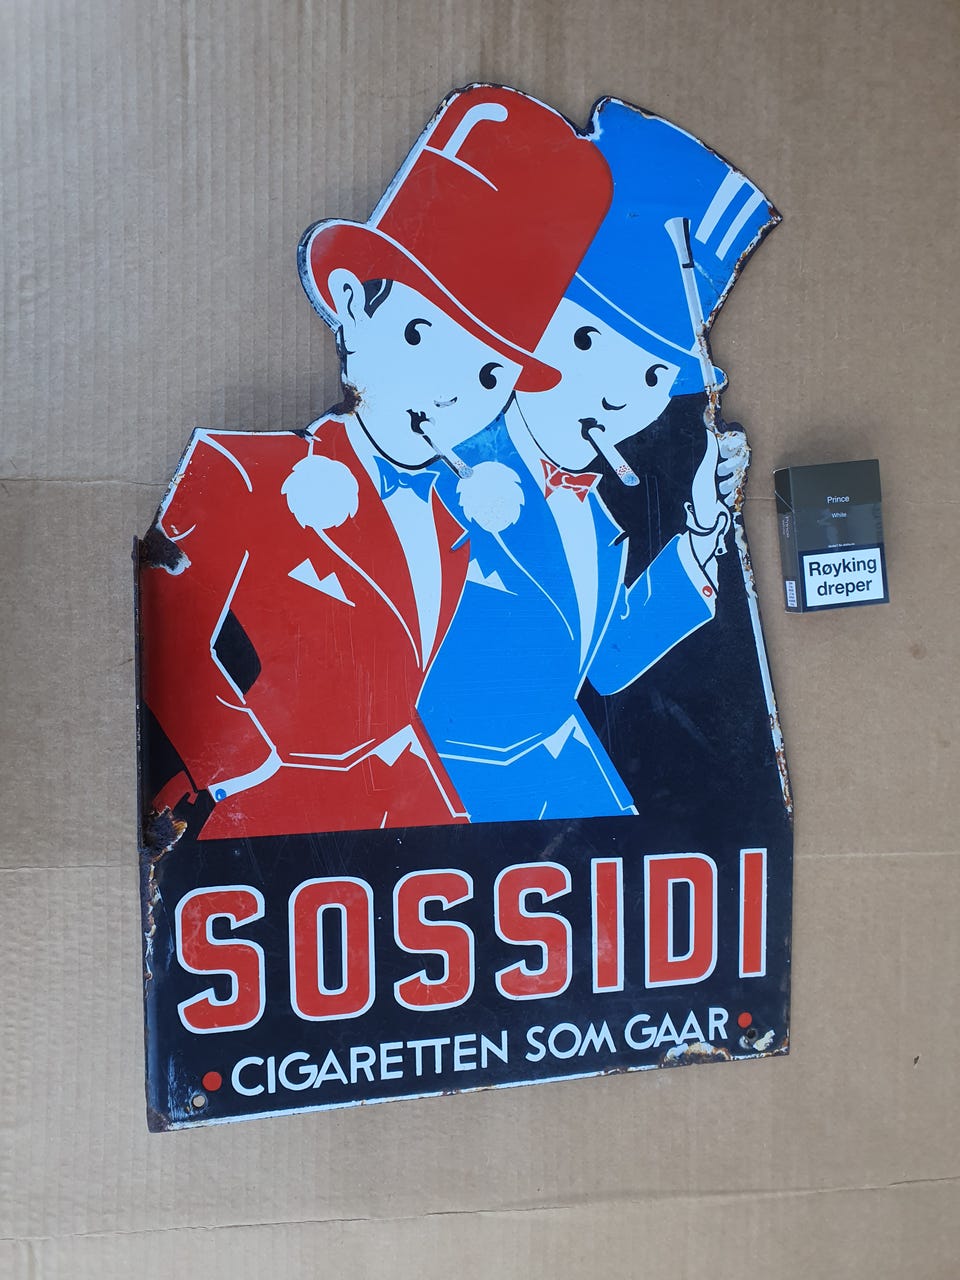 SOSSIDI
CIGARETTEN SOM GAAR
Prince
White
Røyking
dreper